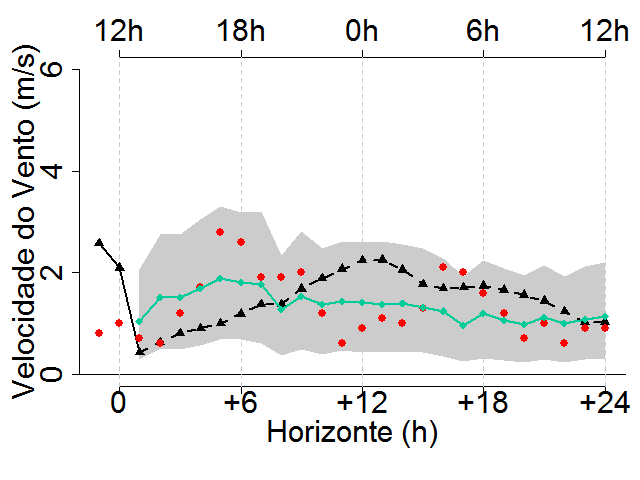 12h 18h 0h 6h 12h
Velocidade do Vento (m/s)
6
4
2
0
0 +6 +12 +18 +24
Horizonte (h)